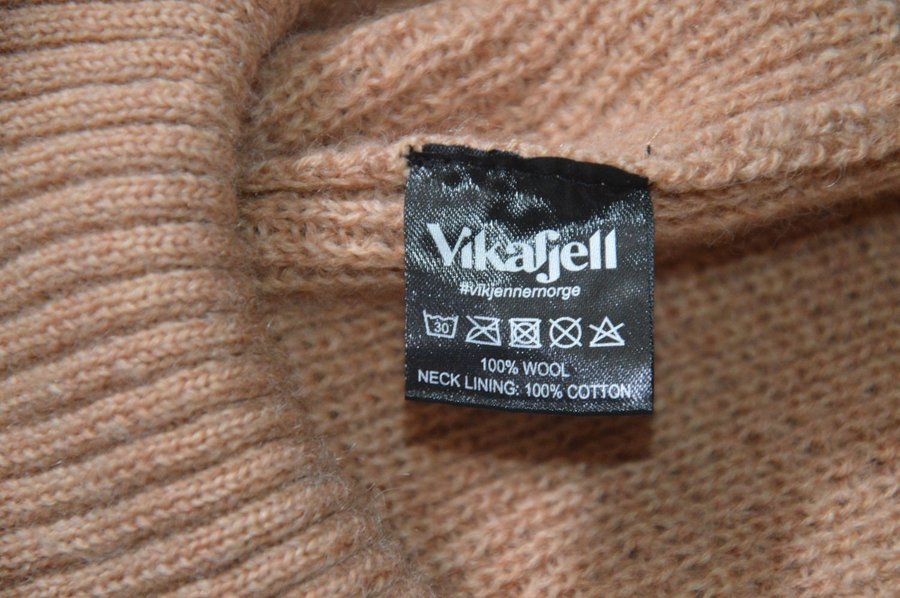 Vikafjell
#vikjennernorge
30
100% WOOL
NECK LINING: 100% COTTON